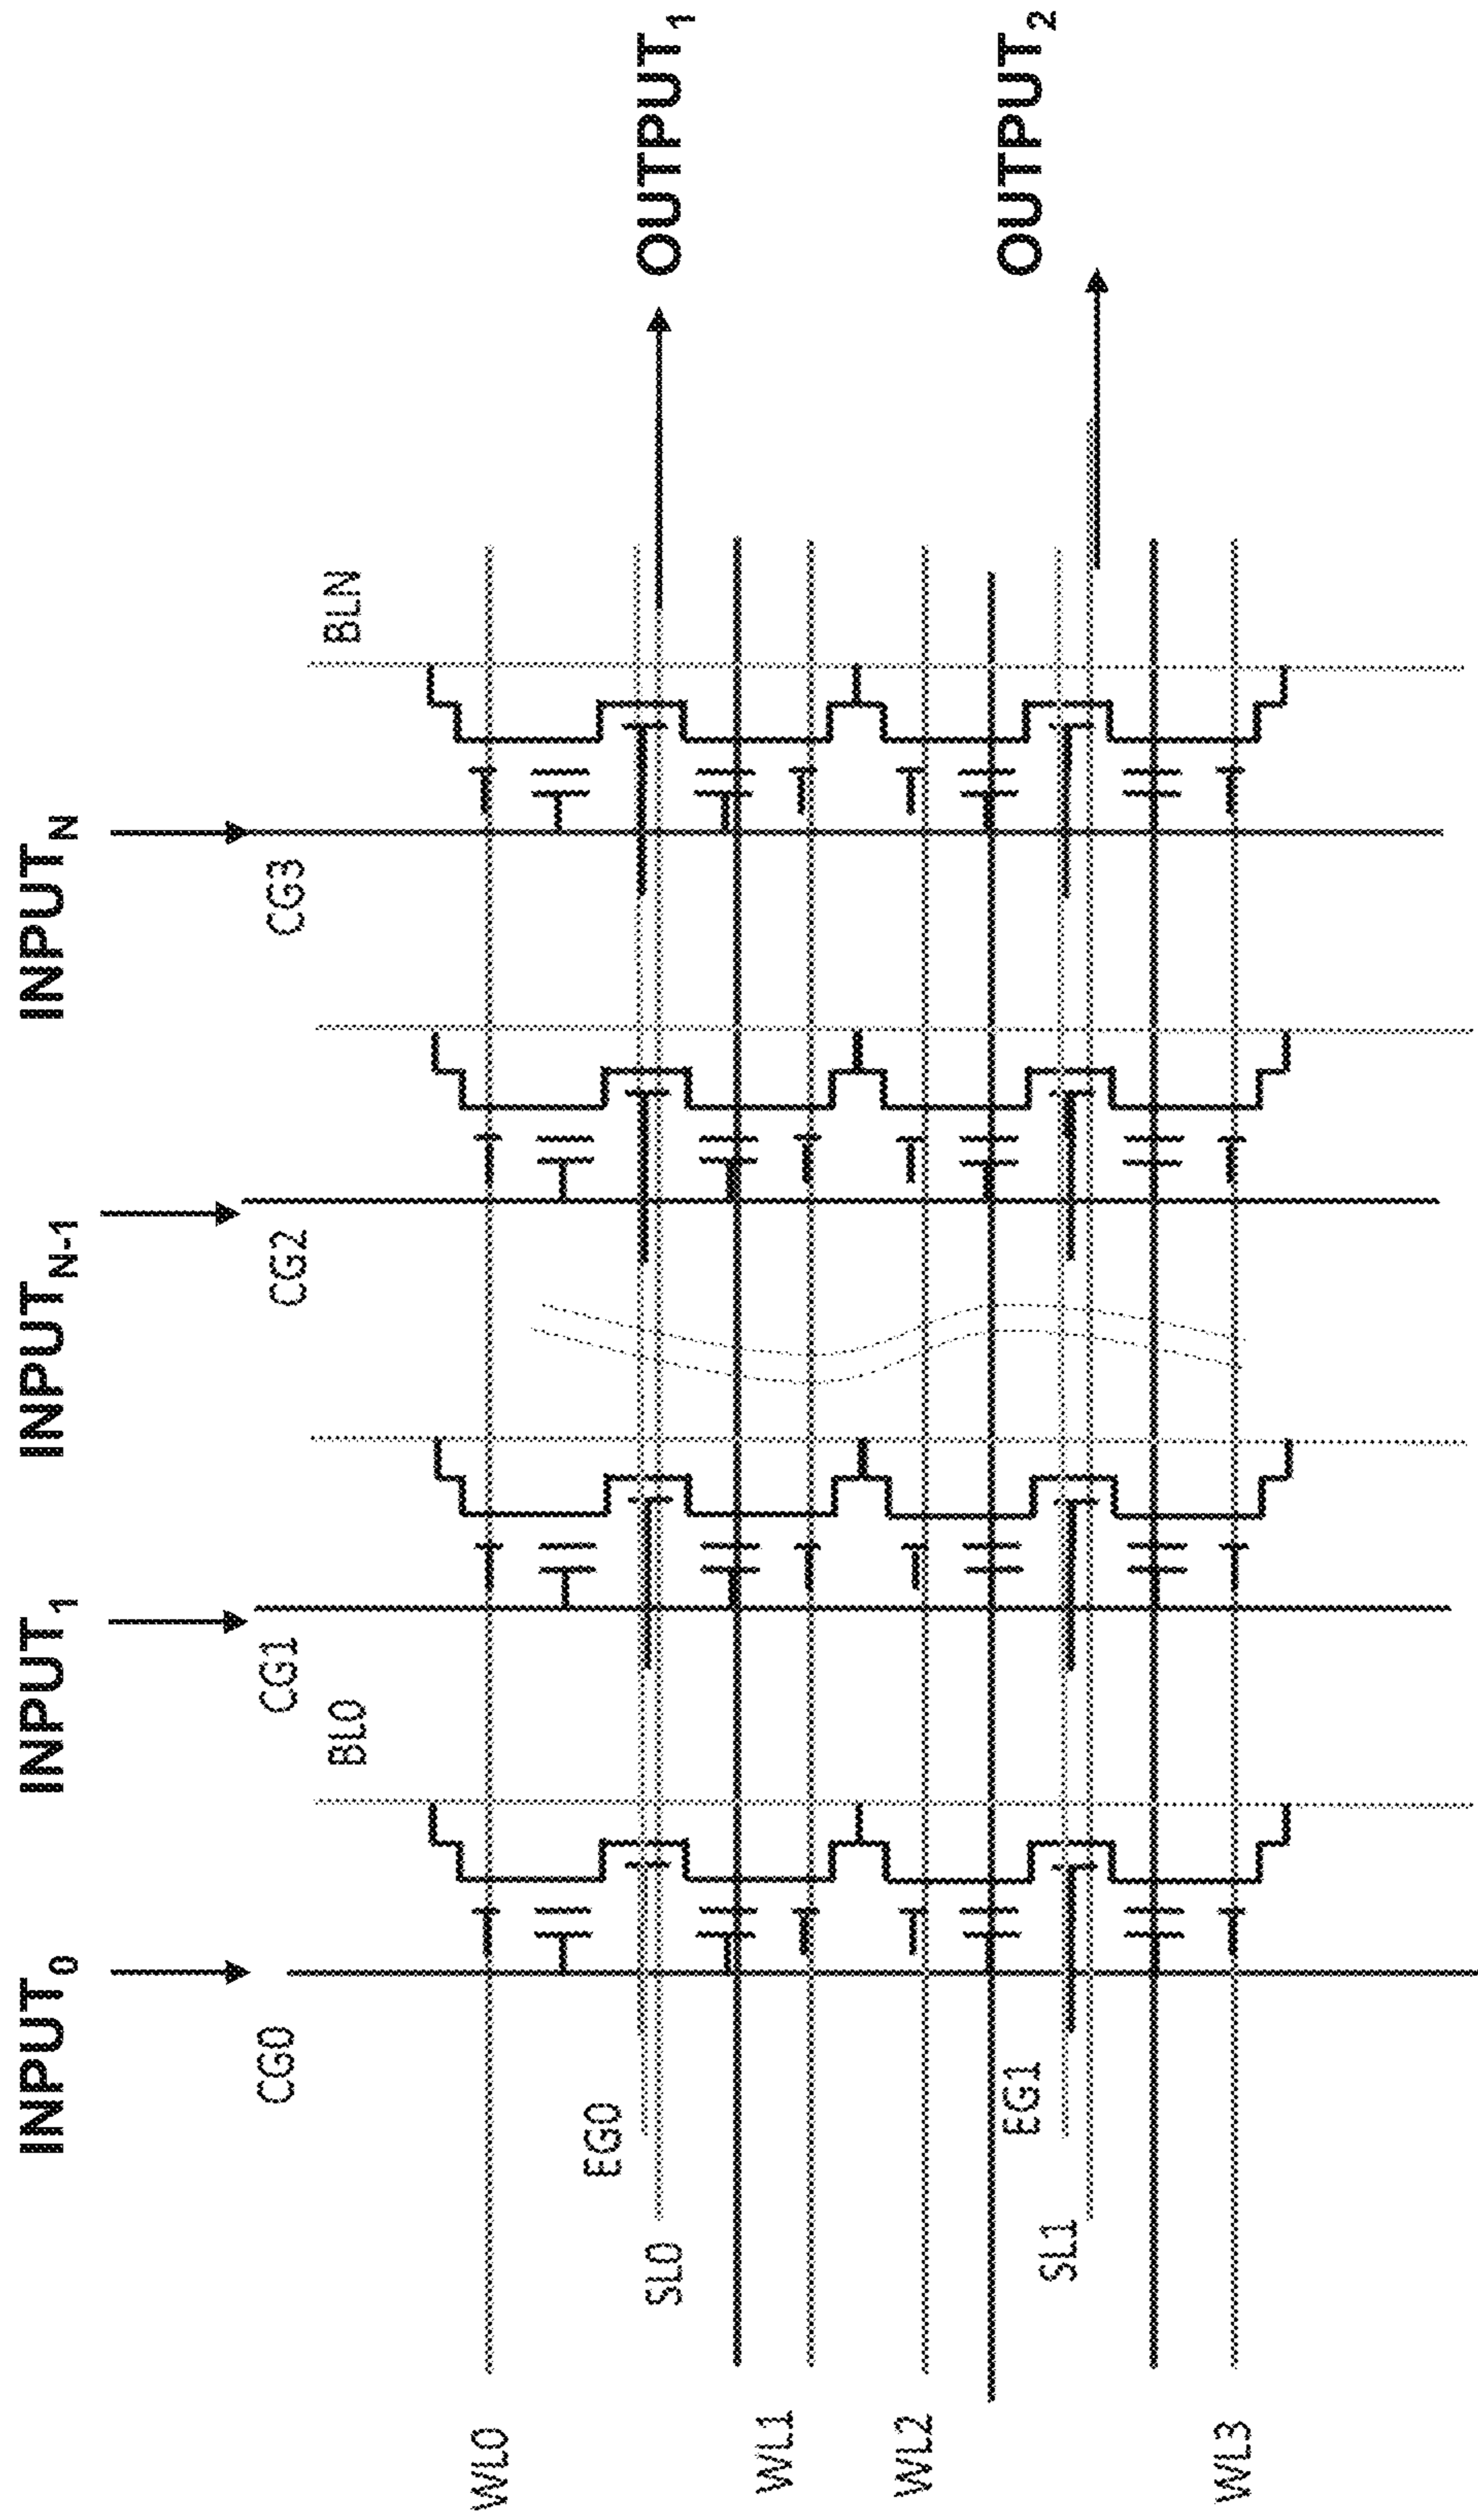 INPUT0 INPUT1 INPUTN-1 INPUTN
CG0 CG1 CG2 CG3
BL0 BLN
WL0
EG0
SL0
OUTPUT1
WL1
WL2
EG1
SL1
OUTPUT2
WL3